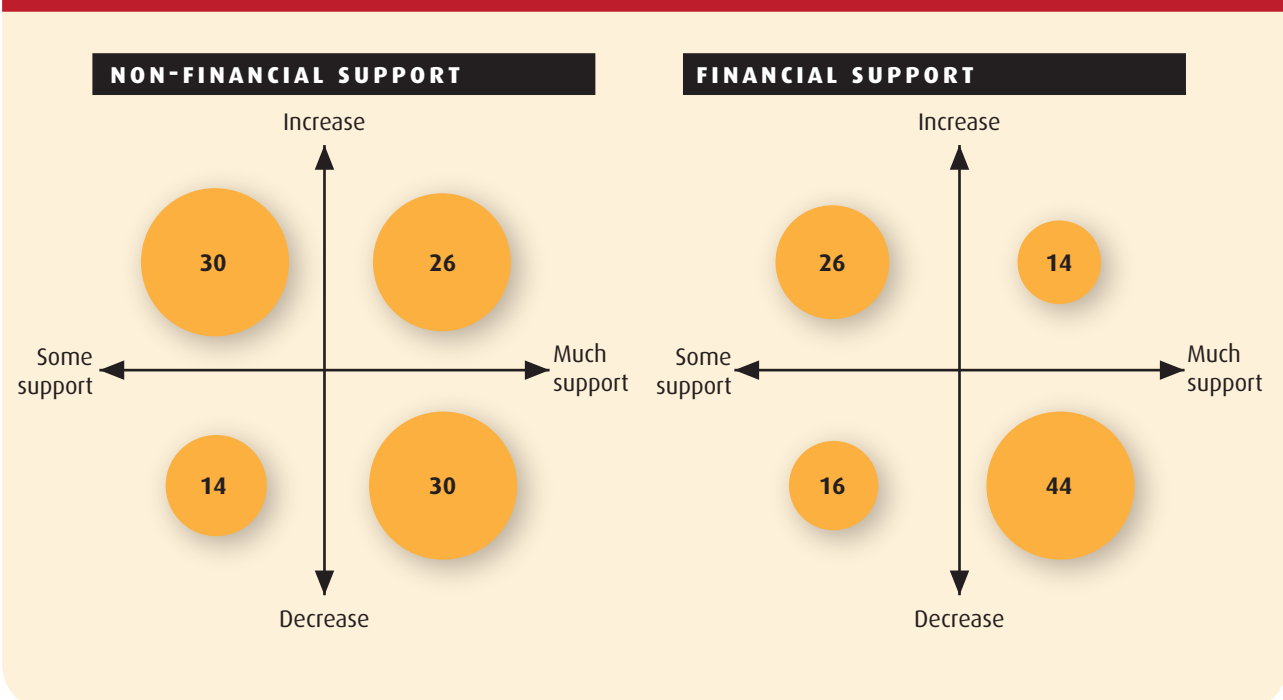 NON-FINANCIAL SUPPORT
Increase
30
26
Some
support
Much
support
14
30
Decrease
FINANCIAL SUPPORT
Increase
26
14
Some
support
Much
support
16
44
Decrease